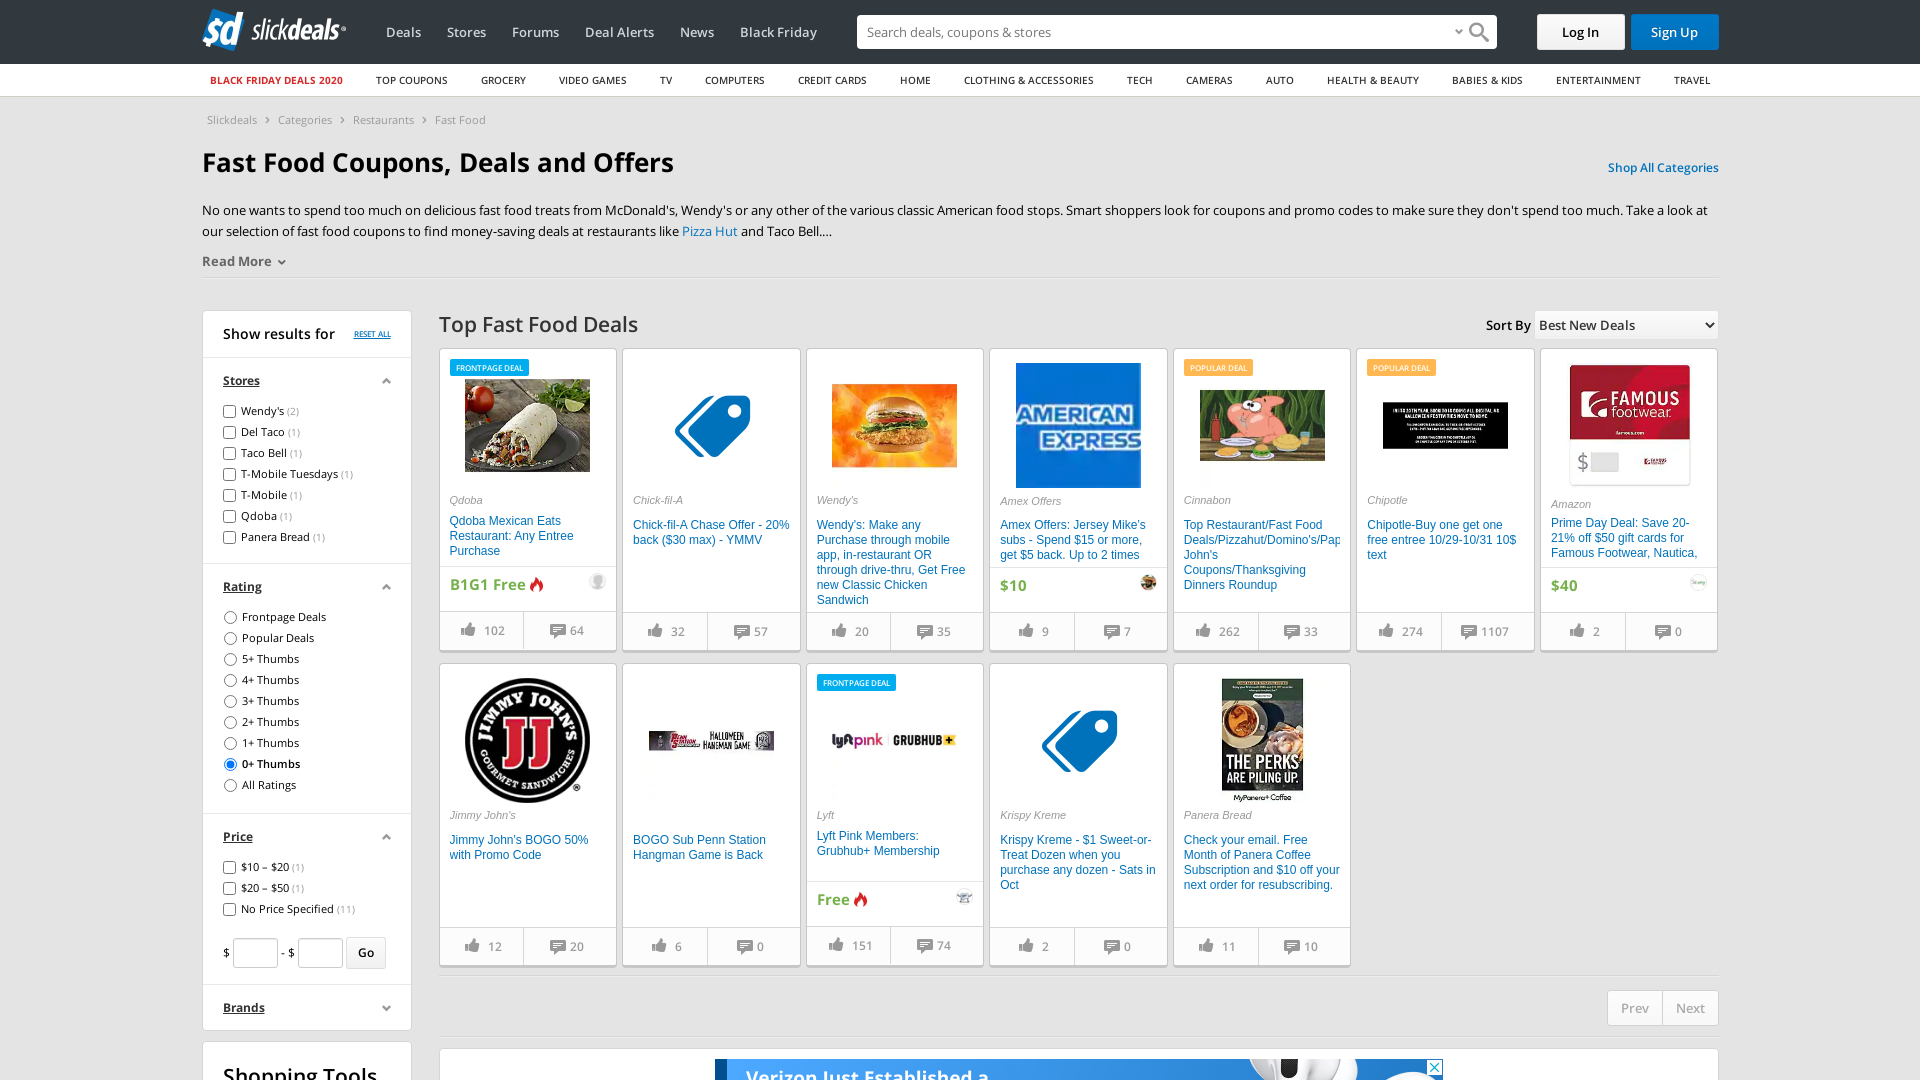 sd slickdeals
Deals
Stores
Forums
Deal Alerts
News
Black Friday
Search deals, coupons & stores
Log In
Sign Up
BLACK FRIDAY DEALS 2020
TOP COUPONS
GROCERY
VIDEO GAMES
TV
COMPUTERS
CREDIT CARDS
HOME
CLOTHING & ACCESSORIES
TECH
CAMERAS
AUTO
HEALTH & BEAUTY
BABIES & KIDS
ENTERTAINMENT
TRAVEL
Slickdeals > Categories > Restaurants > Fast Food
Fast Food Coupons, Deals and Offers
Shop All Categories
No one wants to spend too much on delicious fast food treats from McDonald's, Wendy's or any other of the various classic American food stops. Smart shoppers look for coupons and promo codes to make sure they don't spend too much. Take a look at
our selection of fast food coupons to find money-saving deals at restaurants like Pizza Hut and Taco Bell....
Read More
Show results for
RESET ALL
Stores
Wendy's (2)
Del Taco (1)
Taco Bell (1)
T-Mobile Tuesdays (1)
T-Mobile (1)
Qdoba (1)
Panera Bread (1)
Rating
Frontpage Deals
Popular Deals
5+ Thumbs
4+ Thumbs
3+ Thumbs
2+ Thumbs
1+ Thumbs
0+ Thumbs
All Ratings
Price
$10 – $20 (1)
$20 – $50 (1)
No Price Specified (11)
$ - $ Go
Brands
Shopping Tools
Top Fast Food Deals
Sort By Best New Deals
FRONTPAGE DEAL
Qdoba
Qdoba Mexican Eats
Restaurant: Any Entree
Purchase
B1G1 Free
102
64
Chick-fil-A
Chick-fil-A Chase Offer - 20%
back ($30 max) - YMMV
32
57
Wendy's
Wendy's: Make any
Purchase through mobile
app, in-restaurant OR
through drive-thru, Get Free
new Classic Chicken
Sandwich
20
35
AMERICAN
EXPRESS
Amex Offers
Amex Offers: Jersey Mike's
subs - Spend $15 or more,
get $5 back. Up to 2 times
$10
9
7
POPULAR DEAL
Cinnabon
Top Restaurant/Fast Food
Deals/Pizzahut/Domino's/Pap
John's
Coupons/Thanksgiving
Dinners Roundup
262
33
POPULAR DEAL
Chipotle
Chipotle-Buy one get one
free entree 10/29-10/31 10$
text
274
1107
FAMOUS
footwear.
$
Amazon
Prime Day Deal: Save 20-
21% off $50 gift cards for
Famous Footwear, Nautica,
$40
2
0
JIMMY JOHN'S
JJ
GOURMET SANDWICHES
®
Jimmy John's
Jimmy John's BOGO 50%
with Promo Code
12
20
HALLOWEEN
HANGMAN GAME
BOGO Sub Penn Station
Hangman Game is Back
6
0
FRONTPAGE DEAL
lyft pink | GRUBHUB+
Lyft
Lyft Pink Members:
Grubhub+ Membership
Free
151
74
Krispy Kreme
Krispy Kreme - $1 Sweet-or-
Treat Dozen when you
purchase any dozen - Sats in
Oct
2
0
THE PERKS
ARE PILING UP.
MyPanera+ Coffee
Panera Bread
Check your email. Free
Month of Panera Coffee
Subscription and $10 off your
next order for resubscribing.
11
10
Prev
Next
Verizon Just Established a